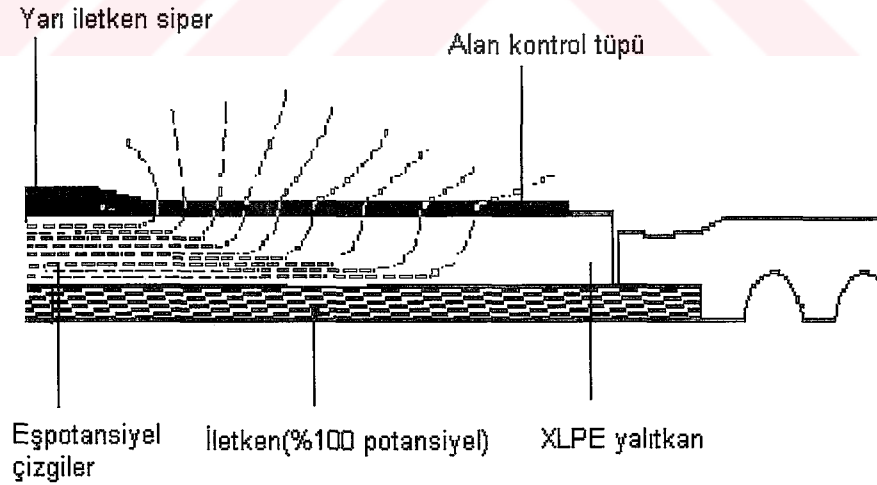 Yarı iletken siper
Alan kontrol tüpü
Eşpotansiyel
çizgiler
İletken(%100 potansiyel)
XLPE yalıtkan